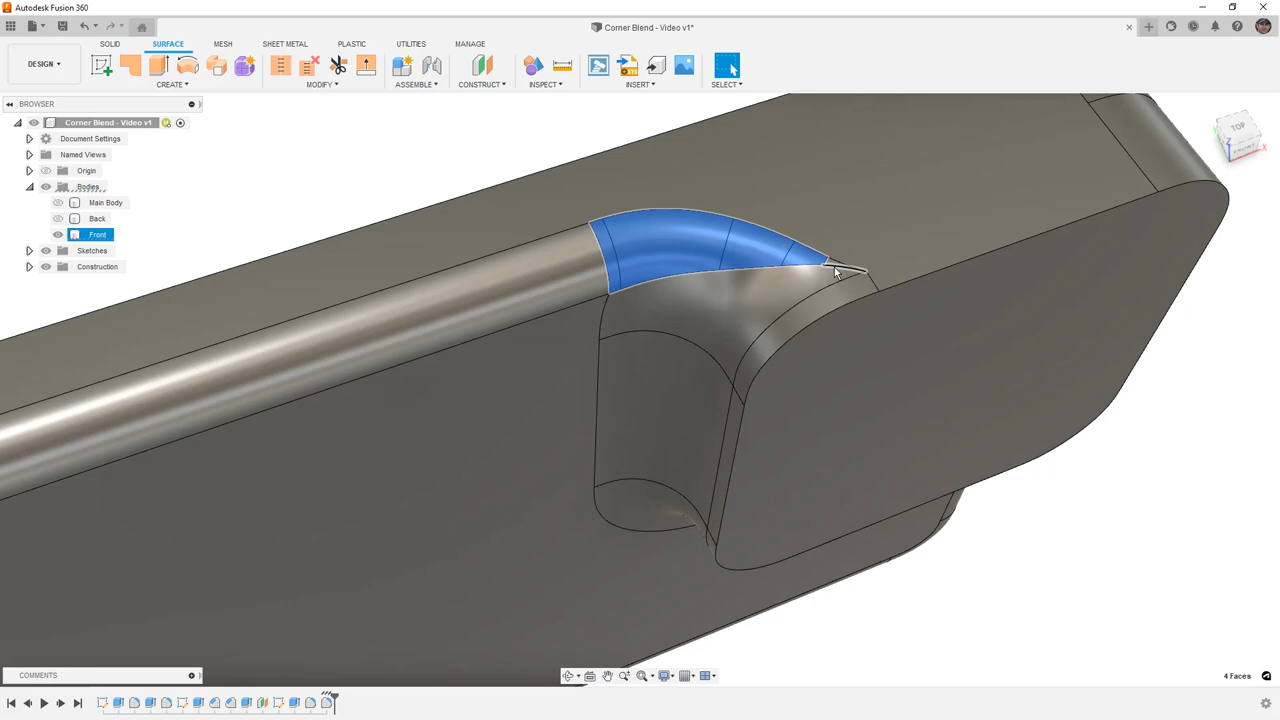 Autodesk Fusion 360
Corner Blend - Video v1*
DESIGN
SOLID SURFACE MESH SHEET METAL PLASTIC UTILITIES MANAGE
CREATE MODIFY ASSEMBLE CONSTRUCT INSPECT INSERT SELECT
BROWSER
Corner Blend - Video v1
Document Settings
Named Views
Origin
Bodies
Main Body
Back
Front
Sketches
Construction
TOP
FRONT
Z
X
COMMENTS
4 Faces